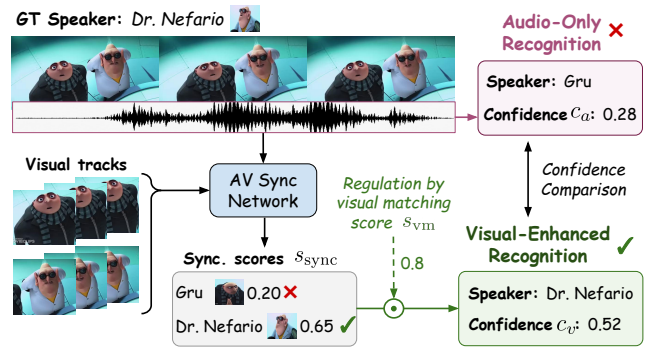 GT Speaker: Dr. Nefario
Audio-Only
Recognition
Speaker: Gru
Confidence cₐ: 0.28
Visual tracks
AV Sync
Network
Regulation by
visual matching
score s_vm
0.8
Confidence
Comparison
Visual-Enhanced
Recognition
Sync. scores s_sync
Gru 0.20
Dr. Nefario 0.65
Speaker: Dr. Nefario
Confidence c_v: 0.52